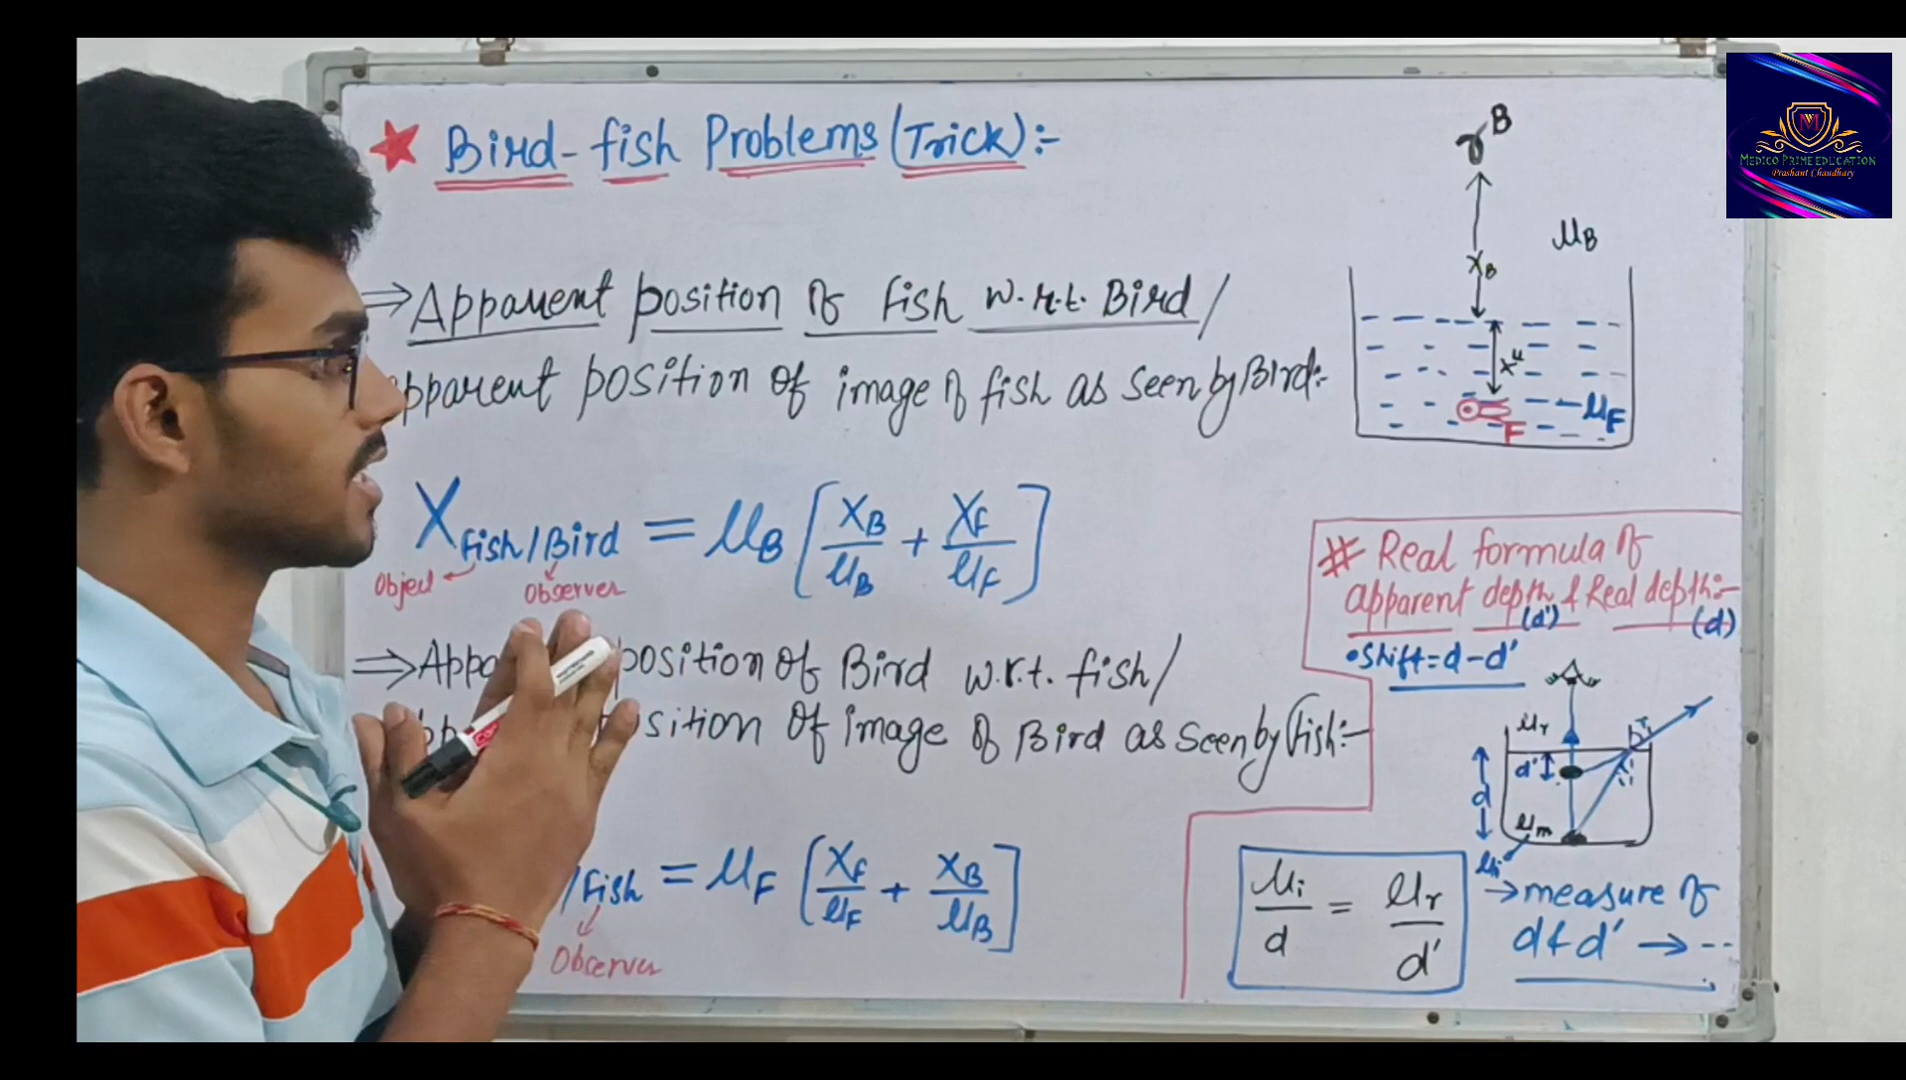 ★ Bird-fish Problems (Trick):-
⇒ Apparent position of fish w.r.t. Bird /
apparent position of image of fish as seen by Bird:-
X fish/Bird = μB [ XB/μB + XF/μF ]
Object
Observer
⇒ position of Bird w.r.t. fish /
position of image of Bird as seen by fish:-
/fish = μF [ XF/μF + XB/μB ]
Observer
B
XB
μB
μF
F
# Real formula of
apparent depth & Real depth:-
(d') (d)
• Shift = d - d'
μr
d'
d
μm
μi
μi/d = μr/d'
→ measure of
d & d' → --
M
MEDICO PRIME EDUCATION
Prashant Chaudhary